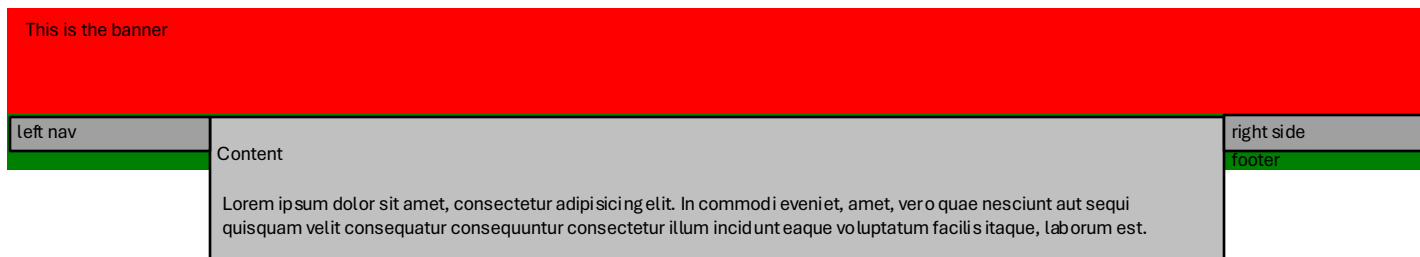 This is the banner
left nav
right side
Content
footer
Lorem ipsum dolor sit amet, consectetur adipisicing elit. In commodi eveniet, amet, vero quae nesciunt aut sequi
quisquam velit consequatur consequuntur consectetur illum incidunt eaque voluptatum facilis itaque, laborum est.